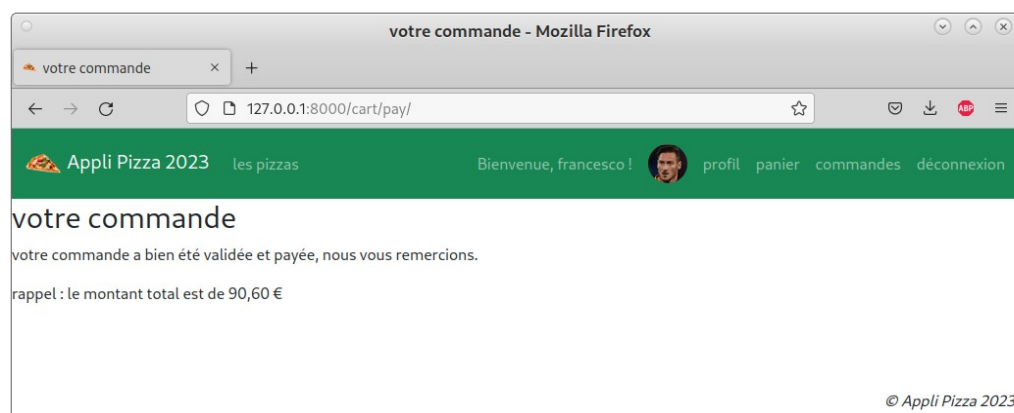 votre commande - Mozilla Firefox
votre commande
127.0.0.1:8000/cart/pay/
ABP
Appli Pizza 2023 les pizzas Bienvenue, francesco ! profil panier commandes déconnexion
votre commande
votre commande a bien été validée et payée, nous vous remercions.
rappel : le montant total est de 90,60 €
© Appli Pizza 2023